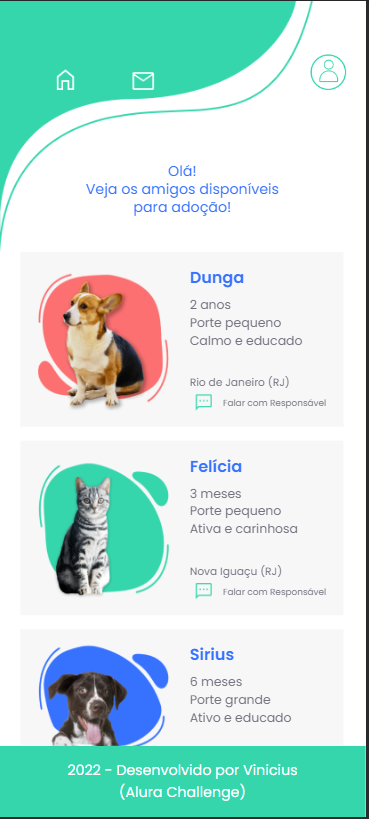 Olá!
Veja os amigos disponíveis
para adoção!
Dunga
2 anos
Porte pequeno
Calmo e educado
Rio de Janeiro (RJ)
Falar com Responsável
Felícia
3 meses
Porte pequeno
Ativa e carinhosa
Nova Iguaçu (RJ)
Falar com Responsável
Sirius
6 meses
Porte grande
Ativo e educado
2022 - Desenvolvido por Vinicius
(Alura Challenge)